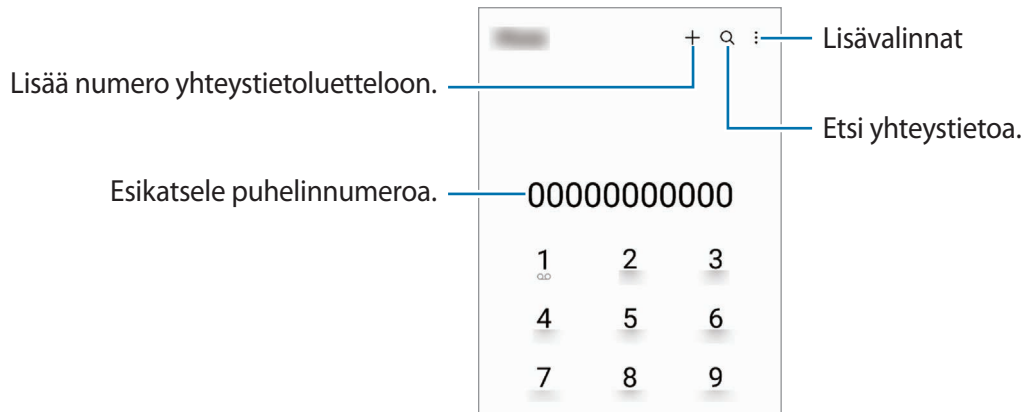 Lisävalinnat
Lisää numero yhteystietoluetteloon.
Etsi yhteystietoa.
Esikatsele puhelinnumeroa.
00000000000
1 2 3
4 5 6
7 8 9